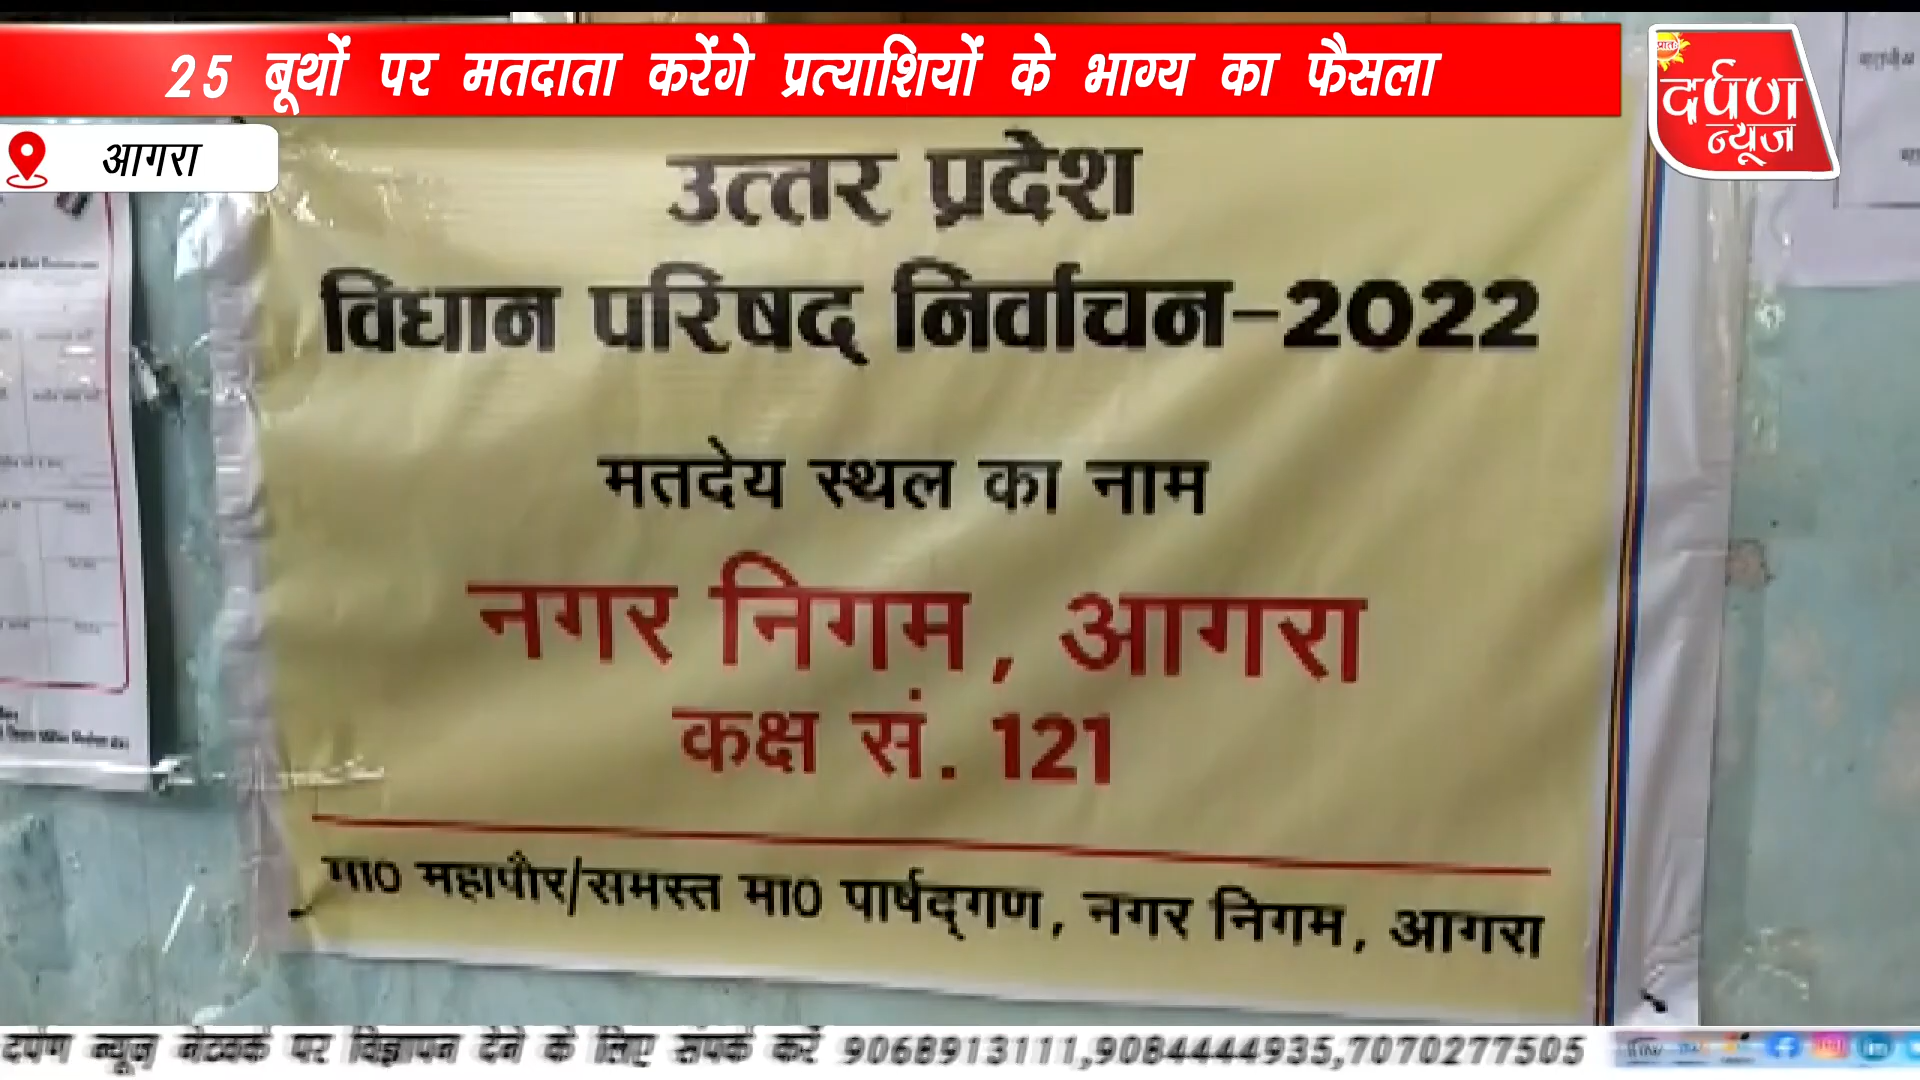 25 बूथों पर मतदाता करेंगे प्रत्याशियों के भाग्य का फैसला
दर्पण
न्यूज
आगरा
उत्तर प्रदेश
विधान परिषद निर्वाचन-2022
मतदेय स्थल का नाम
नगर निगम, आगरा
कक्ष सं. 121
मा0 महापौर/समस्त मा0 पार्षद्गण, नगर निगम, आगरा
दर्पण न्यूज़ नेटवर्क पर विज्ञापन देने के लिए संपर्क करें 9068913111,9084444935,7070277505